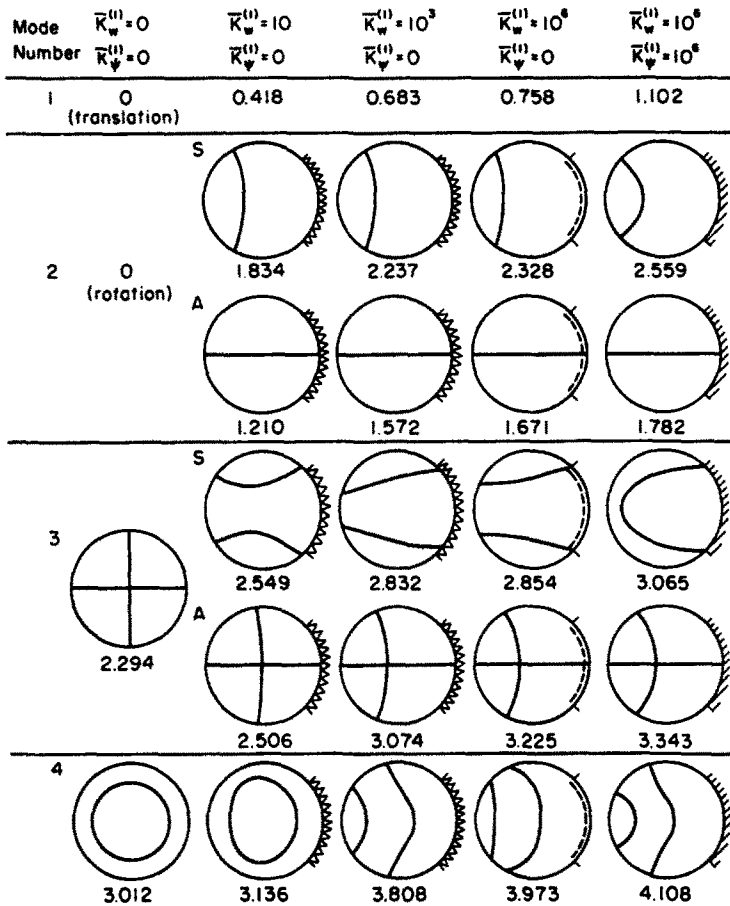 Mode K̅w⁽¹⁾=0 K̅w⁽¹⁾=10 K̅w⁽¹⁾=10³ K̅w⁽¹⁾=10⁶ K̅w⁽¹⁾=10⁶
Number K̅ψ⁽¹⁾=0 K̅ψ⁽¹⁾=0 K̅ψ⁽¹⁾=0 K̅ψ⁽¹⁾=0 K̅ψ⁽¹⁾=10⁶
1 0 0.418 0.683 0.758 1.102
(translation)
S
1.834 2.237 2.328 2.559
2 0
(rotation)
A
1.210 1.572 1.671 1.782
S
3
2.549 2.832 2.854 3.065
A
2.294
2.506 3.074 3.225 3.343
4
3.012 3.136 3.808 3.973 4.108